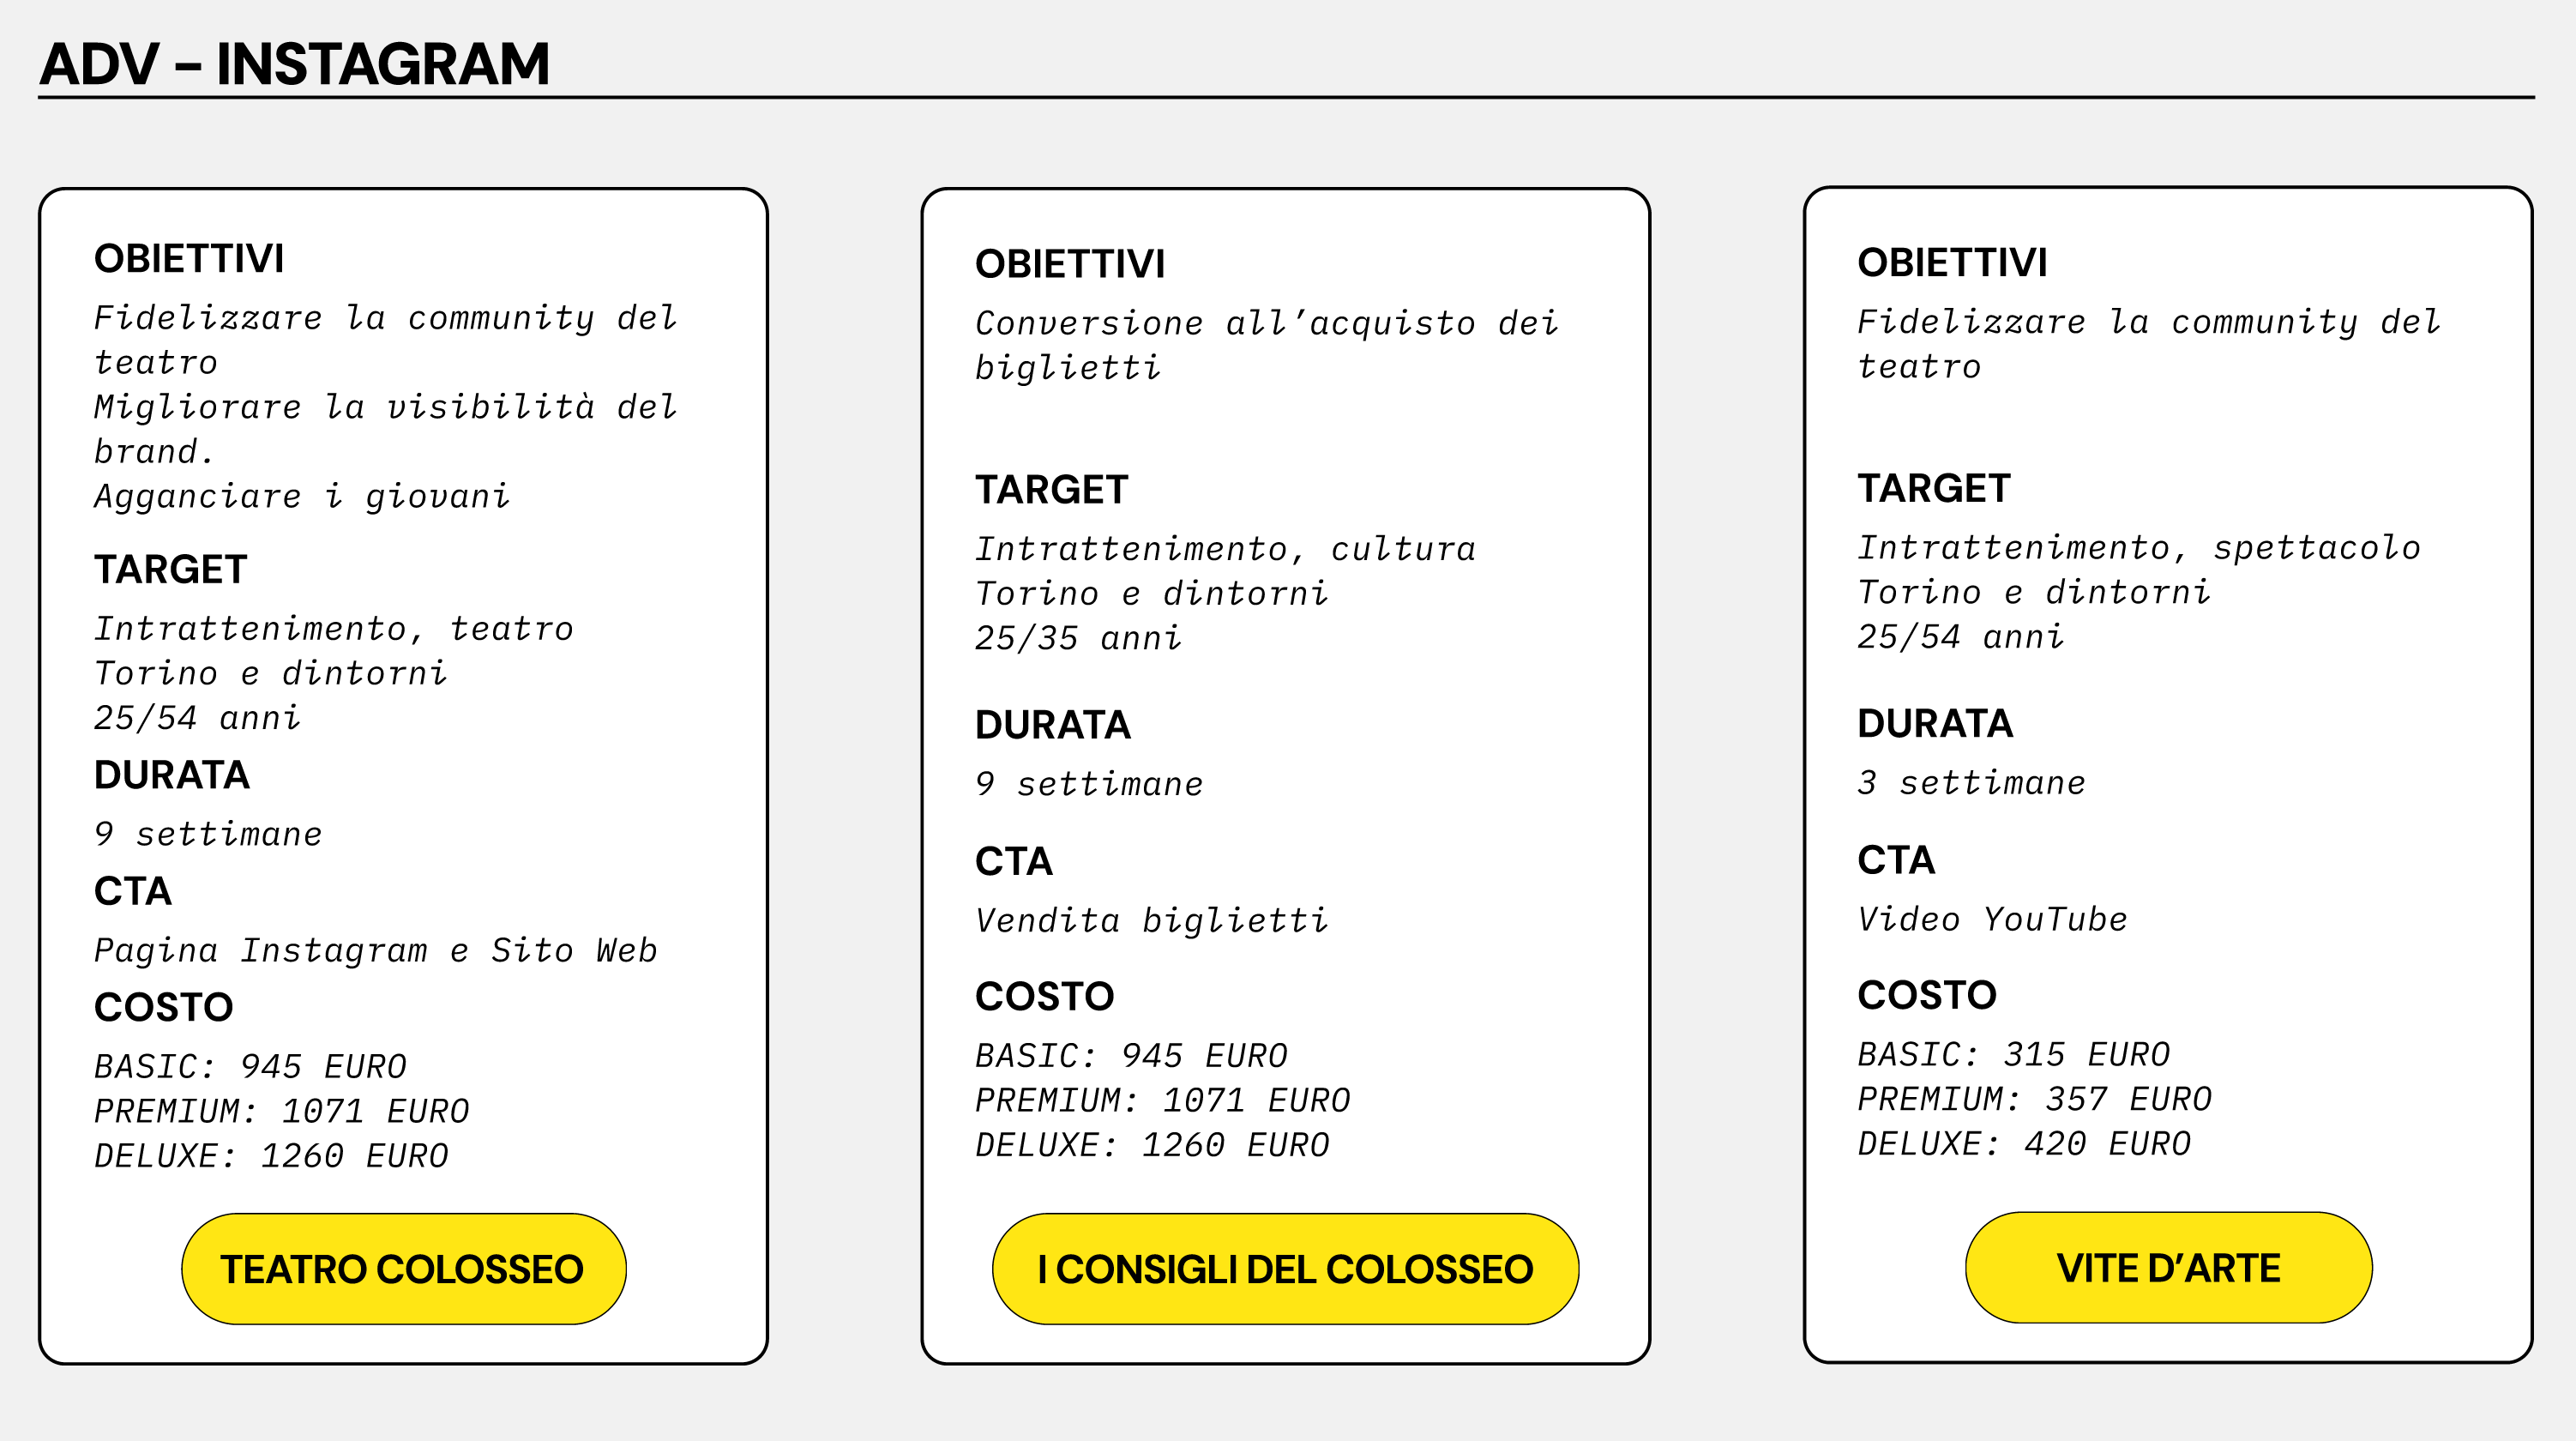 ADV – INSTAGRAM
OBIETTIVI
Fidelizzare la community del
teatro
Migliorare la visibilità del
brand.
Agganciare i giovani
TARGET
Intrattenimento, teatro
Torino e dintorni
25/54 anni
DURATA
9 settimane
CTA
Pagina Instagram e Sito Web
COSTO
BASIC: 945 EURO
PREMIUM: 1071 EURO
DELUXE: 1260 EURO
TEATRO COLOSSEO
OBIETTIVI
Conversione all’acquisto dei
biglietti
TARGET
Intrattenimento, cultura
Torino e dintorni
25/35 anni
DURATA
9 settimane
CTA
Vendita biglietti
COSTO
BASIC: 945 EURO
PREMIUM: 1071 EURO
DELUXE: 1260 EURO
I CONSIGLI DEL COLOSSEO
OBIETTIVI
Fidelizzare la community del
teatro
TARGET
Intrattenimento, spettacolo
Torino e dintorni
25/54 anni
DURATA
3 settimane
CTA
Video YouTube
COSTO
BASIC: 315 EURO
PREMIUM: 357 EURO
DELUXE: 420 EURO
VITE D’ARTE